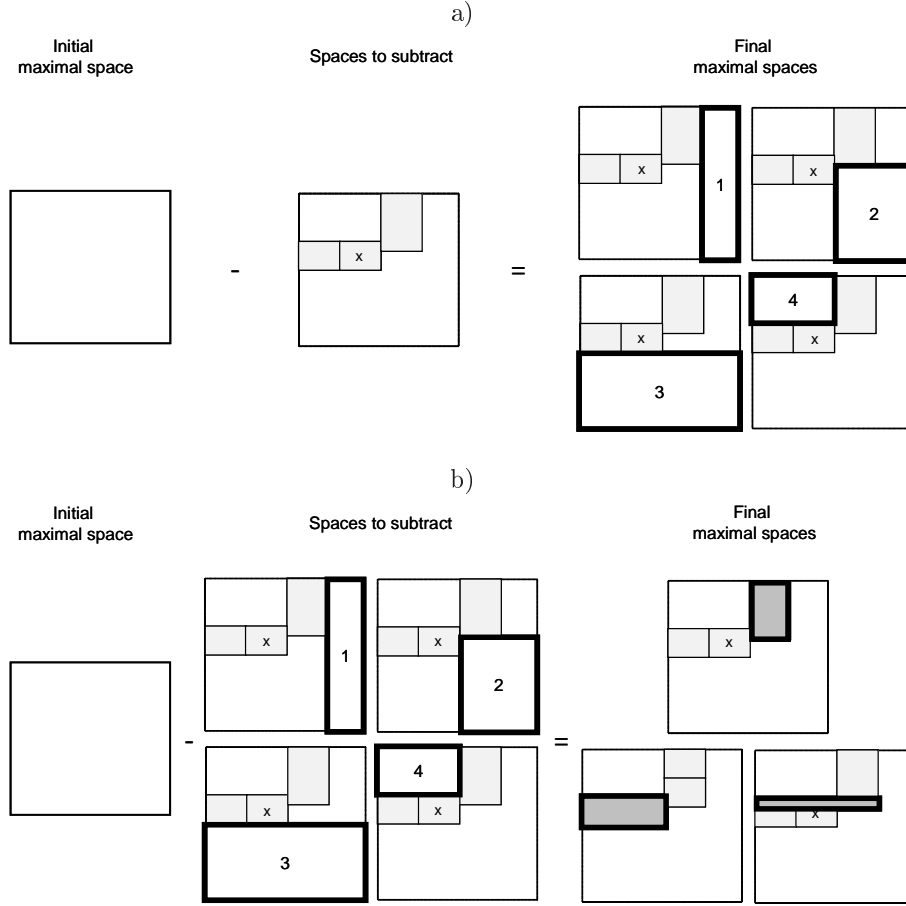 a)
Initial
maximal space
Spaces to subtract
Final
maximal spaces
x
x
1
x
2
-
x
=
x
3
4
x
b)
Initial
maximal space
Spaces to subtract
Final
maximal spaces
x
1
x
2
x
-
=
x
3
4
x
x